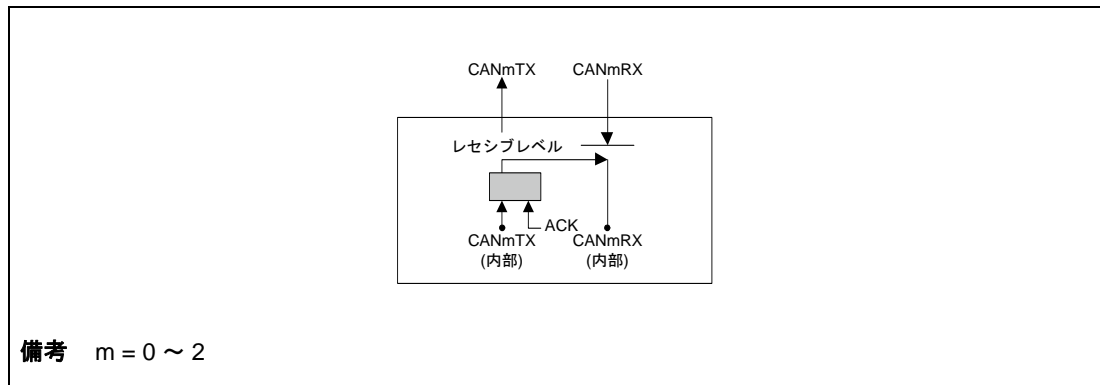 CANmTX CANmRX
レセシブレベル
ACK
CANmTX CANmRX
(内部) (内部)
備考 m = 0 ～ 2